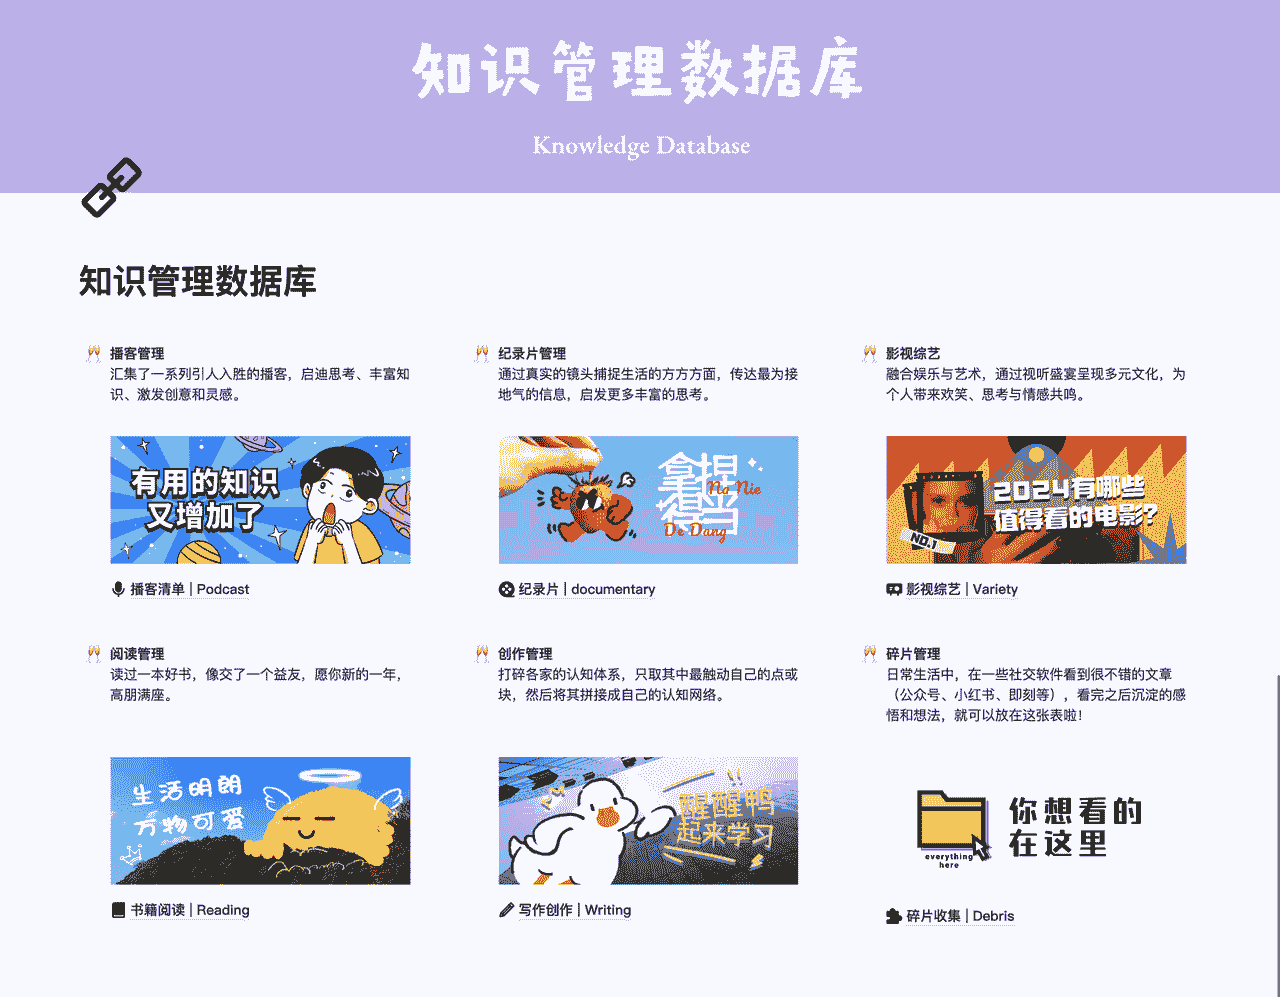 知识管理数据库
Knowledge Database
知识管理数据库
播客管理
汇集了一系列引人入胜的播客，启迪思考、丰富知
识、激发创意和灵感。
有用的知识
又增加了
播客清单 | Podcast
纪录片管理
通过真实的镜头捕捉生活的方方方面，传达最为接
地气的信息，启发更多丰富的思考。
拿捏
得当
Na Nie
De Dang
纪录片 | documentary
影视综艺
融合娱乐与艺术，通过视听盛宴呈现多元文化，为
个人带来欢笑、思考与情感共鸣。
2024有哪些
值得看的电影?
NO.1
影视综艺 | Variety
阅读管理
读过一本好书，像交了一个益友，愿你新的一年，
高朋满座。
生活明朗
万物可爱
书籍阅读 | Reading
创作管理
打碎各家的认知体系，只取其中最触动自己的点或
块，然后将其拼接成自己的认知网络。
醒醒鸭
起来学习
写作创作 | Writing
碎片管理
日常生活中，在一些社交软件看到很不错的文章
（公众号、小红书、即刻等），看完之后沉淀的感
悟和想法，就可以放在这张表啦！
everything
here
你想看的
在这里
碎片收集 | Debris